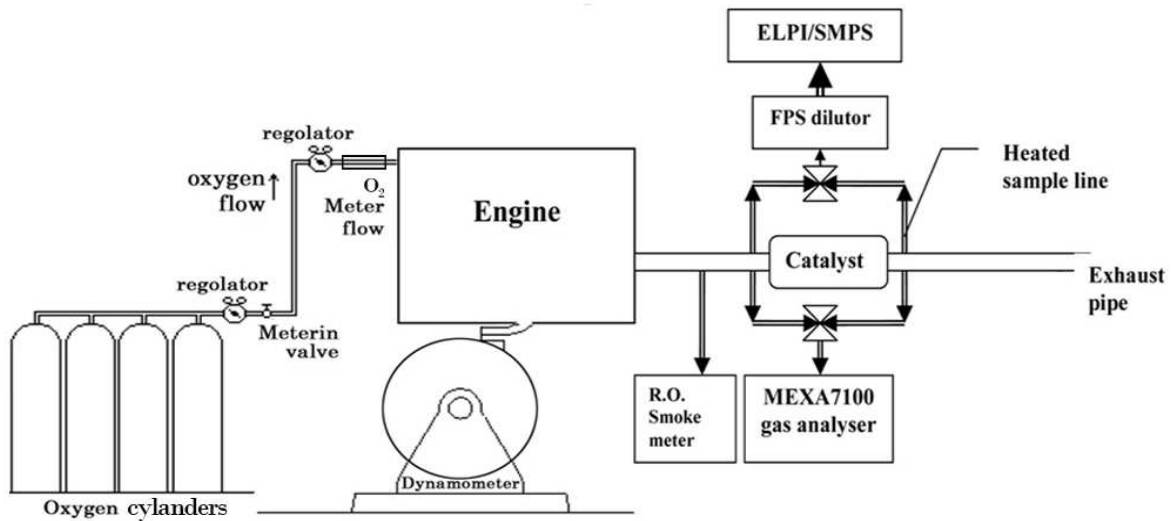 ELPI/SMPS
FPS dilutor
regolator
Heated
sample line
oxygen
flow
O₂
Meter
flow
Engine
Catalyst
Exhaust
pipe
regolator
Meterin
valve
R.O.
Smoke
meter
MEXA7100
gas analyser
Dynamometer
Oxygen cylanders